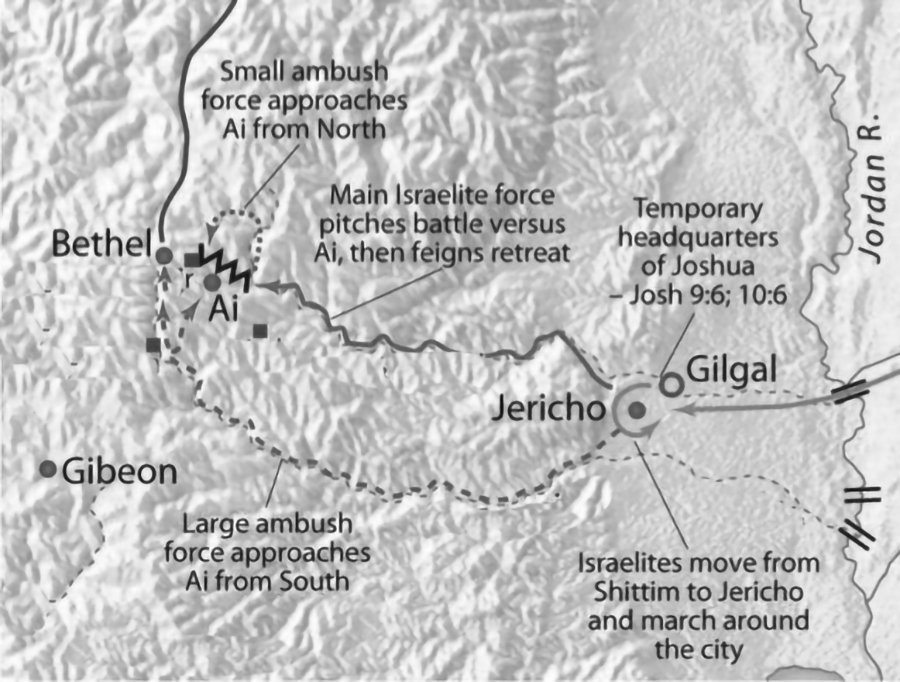 Small ambush
force approaches
Ai from North
Main Israelite force
pitches battle versus
Ai, then feigns retreat
Temporary
headquarters
of Joshua
– Josh 9:6; 10:6
Jordan R.
Bethel
r
Ai
Gilgal
Jericho
Gibeon
Large ambush
force approaches
Ai from South
Israelites move from
Shittim to Jericho
and march around
the city